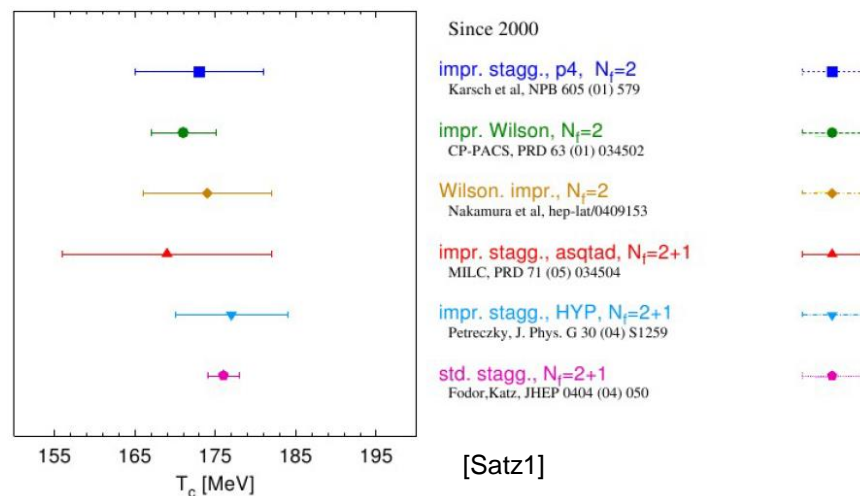 Since 2000
impr. stagg., p4, N_f=2
Karsch et al, NPB 605 (01) 579
impr. Wilson, N_f=2
CP-PACS, PRD 63 (01) 034502
Wilson. impr., N_f=2
Nakamura et al, hep-lat/0409153
impr. stagg., asqtad, N_f=2+1
MILC, PRD 71 (05) 034504
impr. stagg., HYP, N_f=2+1
Petreczky, J. Phys. G 30 (04) S1259
std. stagg., N_f=2+1
Fodor,Katz, JHEP 0404 (04) 050
155 165 175 185 195
T_c [MeV]
[Satz1]